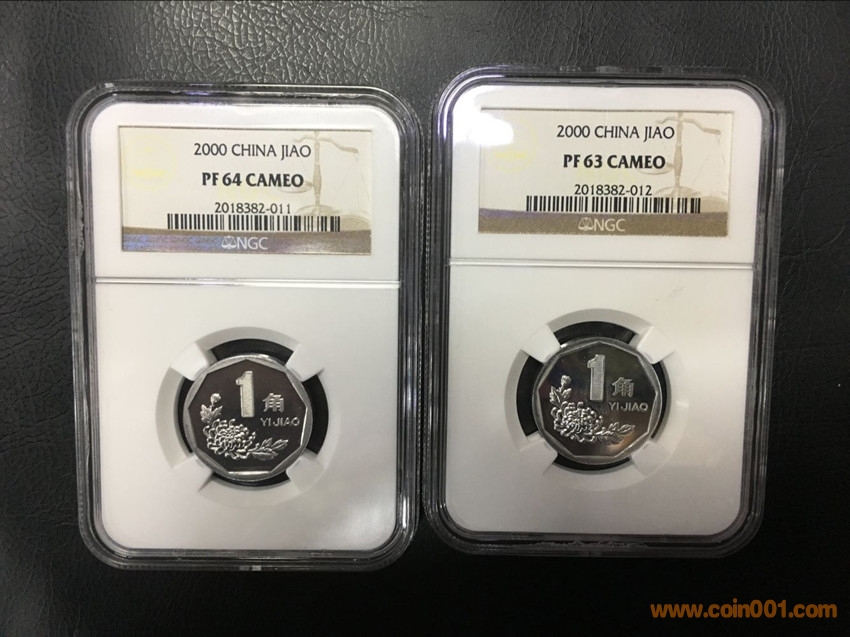 2000 CHINA JIAO
PF 64 CAMEO
2018382-011
NGC
1
角
YI JIAO
2000 CHINA JIAO
PF 63 CAMEO
2018382-012
NGC
1
角
YI JIAO
www.coin001.com